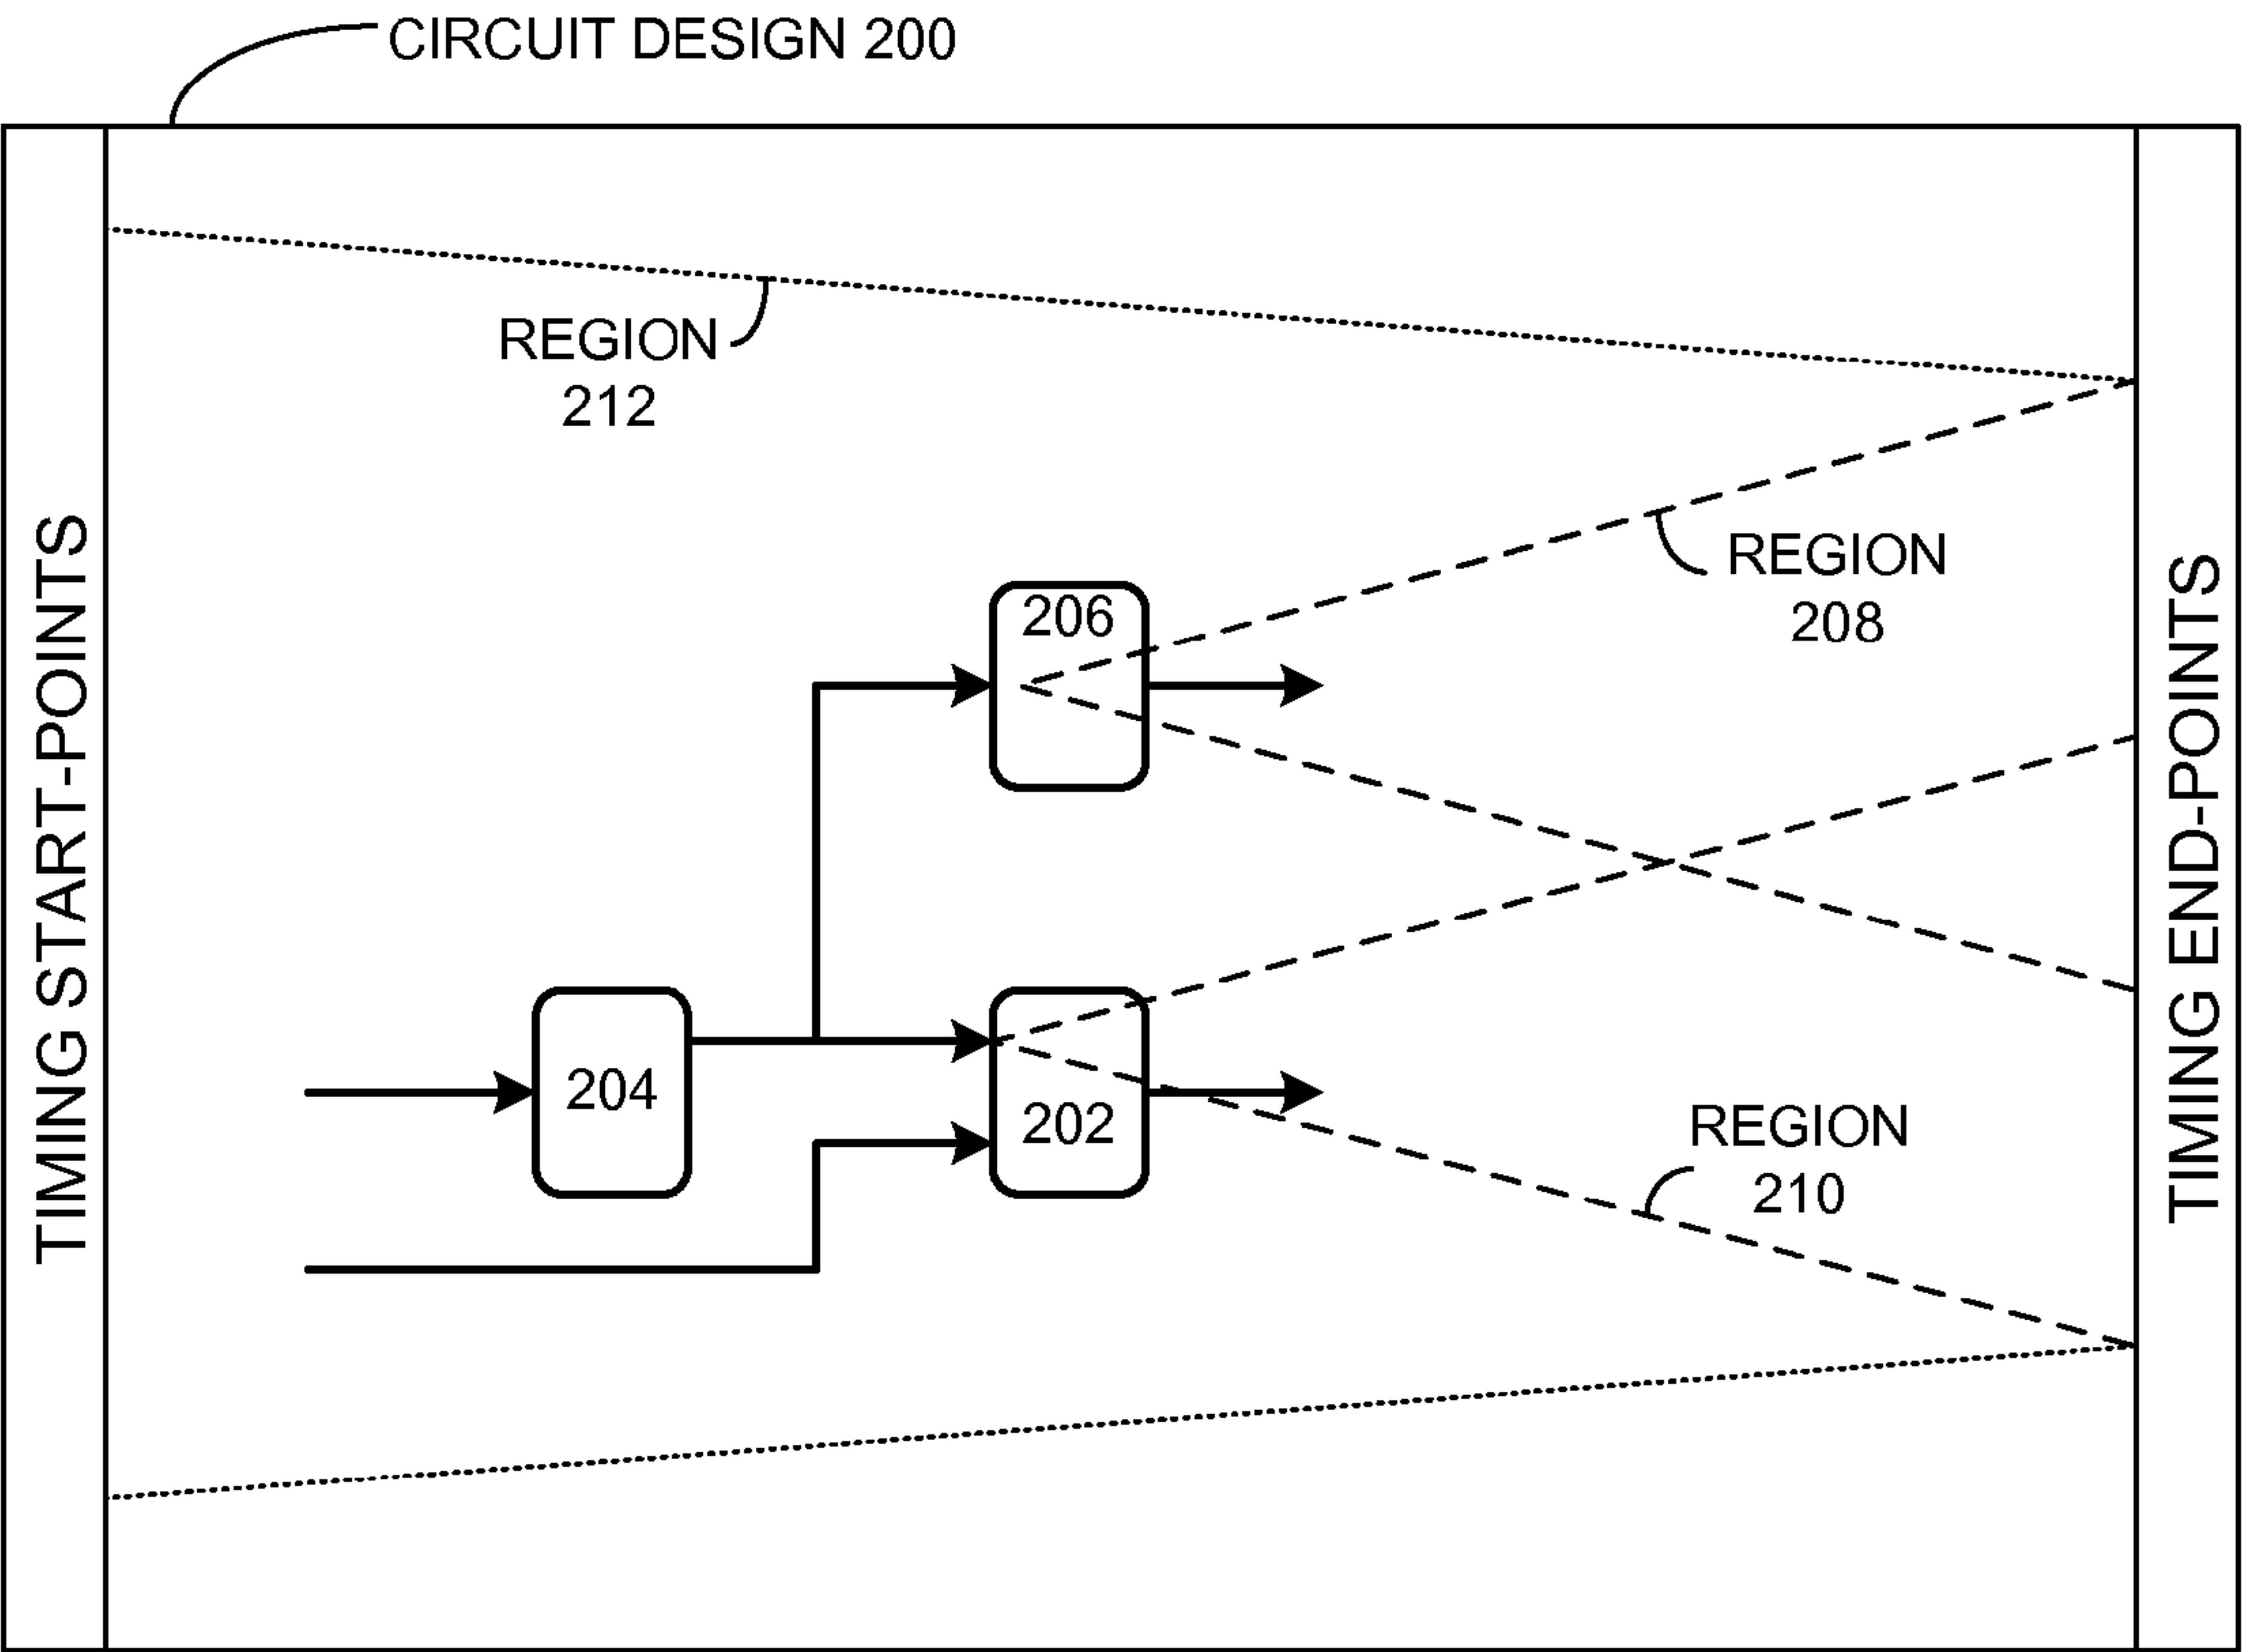 CIRCUIT DESIGN 200
TIMING START-POINTS
REGION
212
206
REGION
208
204
202
REGION
210
TIMING END-POINTS